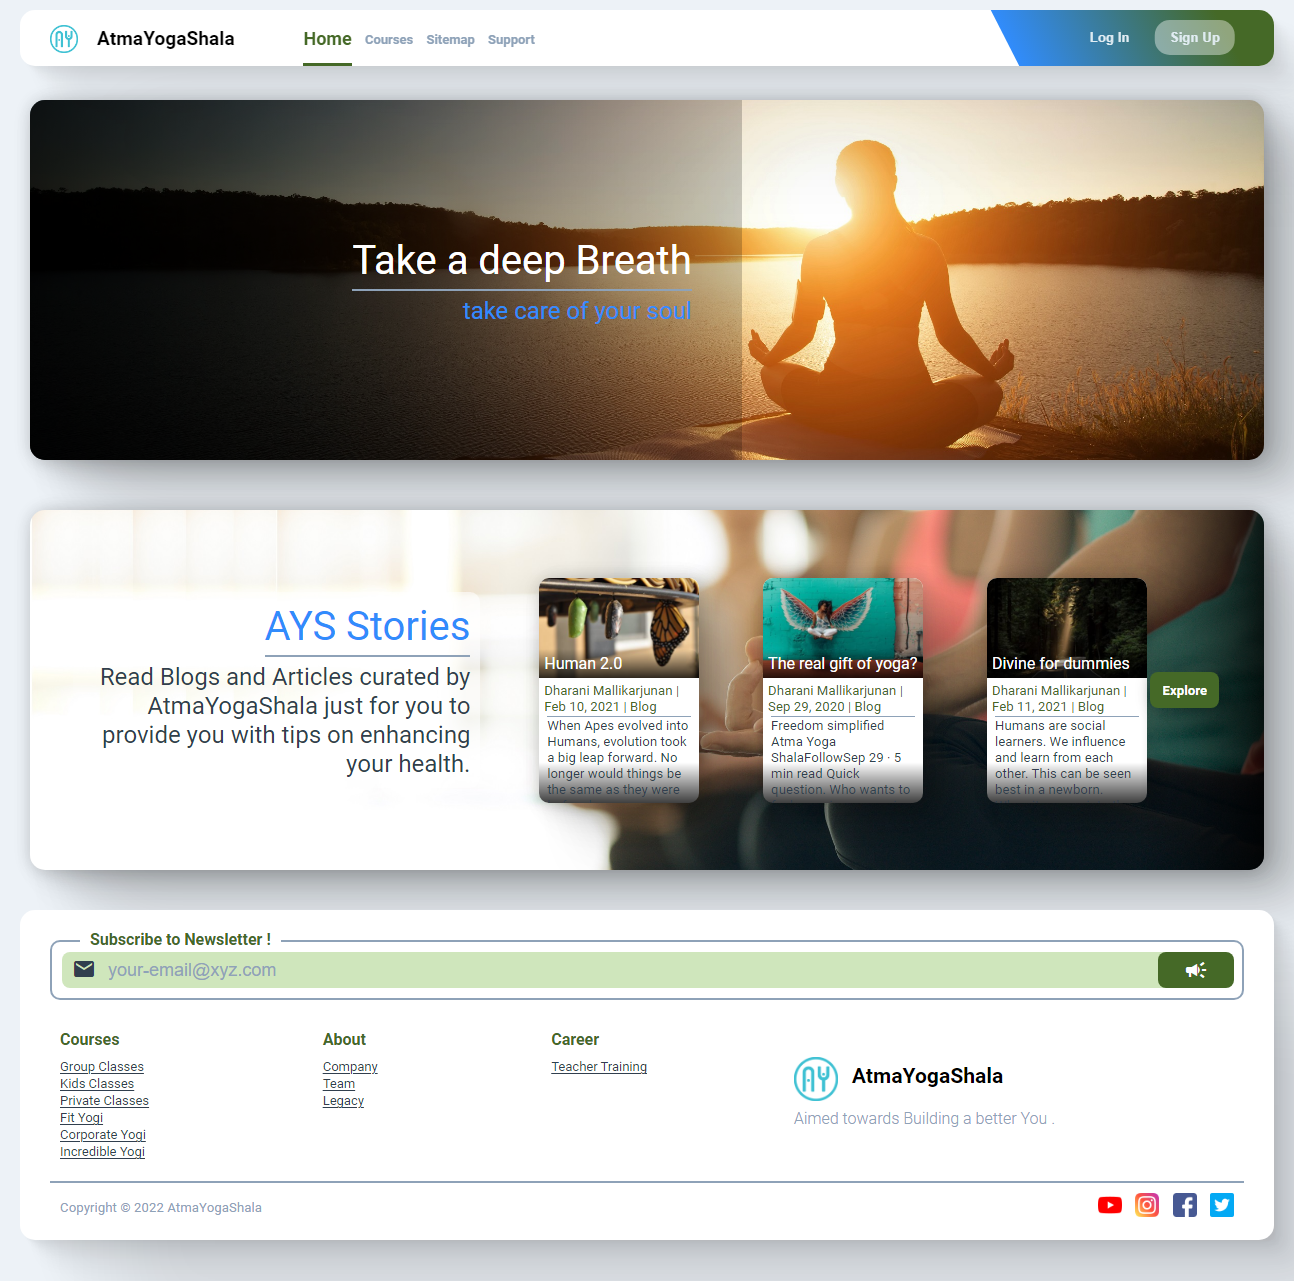 AtmaYogaShala
Home Courses Sitemap Support
Log In Sign Up
Take a deep Breath
take care of your soul
AYS Stories
Read Blogs and Articles curated by
AtmaYogaShala just for you to
provide you with tips on enhancing
your health.
Human 2.0
Dharani Mallikarjunan |
Feb 10, 2021 | Blog
When Apes evolved into
Humans, evolution took
a big leap forward. No
longer would things be
the same as they were
The real gift of yoga?
Dharani Mallikarjunan |
Sep 29, 2020 | Blog
Freedom simplified
Atma Yoga
ShalaFollowSep 29 · 5
min read Quick
question. Who wants to
Divine for dummies
Dharani Mallikarjunan |
Feb 11, 2021 | Blog
Humans are social
learners. We influence
and learn from each
other. This can be seen
best in a newborn.
Explore
Subscribe to Newsletter !
your-email@xyz.com
Courses
Group Classes
Kids Classes
Private Classes
Fit Yogi
Corporate Yogi
Incredible Yogi
About
Company
Team
Legacy
Career
Teacher Training
AY
AtmaYogaShala
Aimed towards Building a better You .
Copyright © 2022 AtmaYogaShala